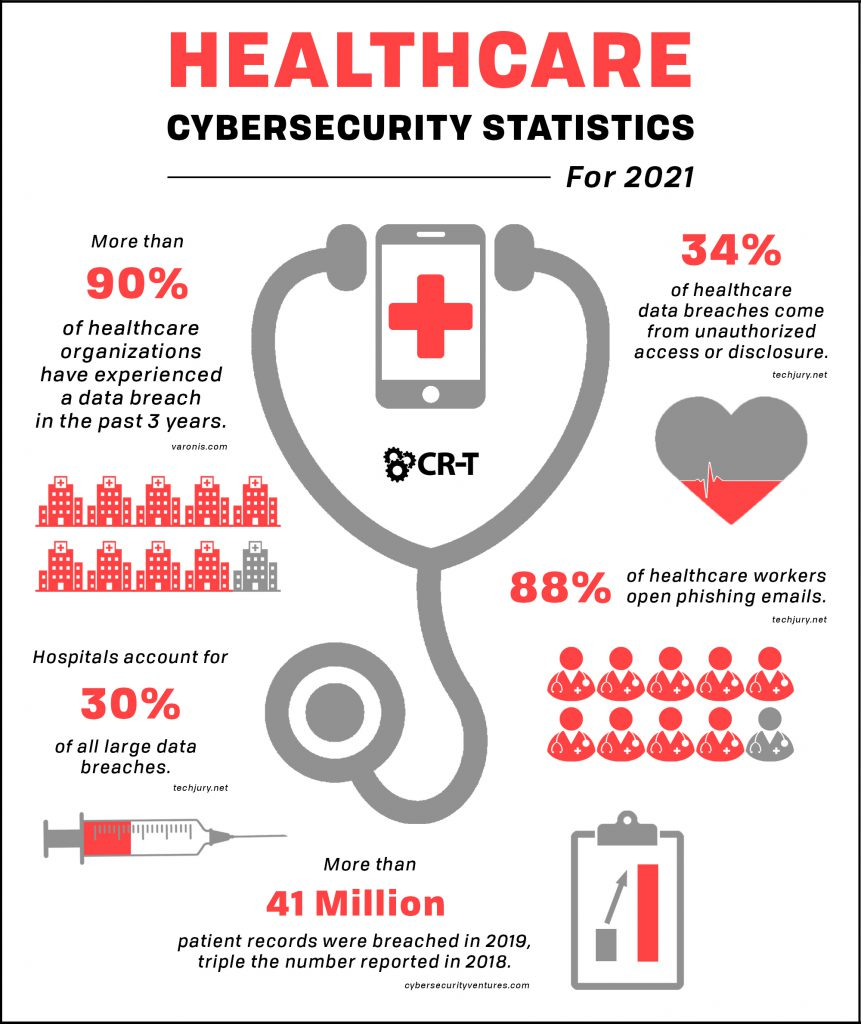 HEALTHCARE
CYBERSECURITY STATISTICS
For 2021
More than
90%
of healthcare
organizations
have experienced
a data breach
in the past 3 years.
varonis.com
34%
of healthcare
data breaches come
from unauthorized
access or disclosure.
techjury.net
CR-T
88%
of healthcare workers
open phishing emails.
techjury.net
Hospitals account for
30%
of all large data
breaches.
techjury.net
More than
41 Million
patient records were breached in 2019,
triple the number reported in 2018.
cybersecurityventures.com